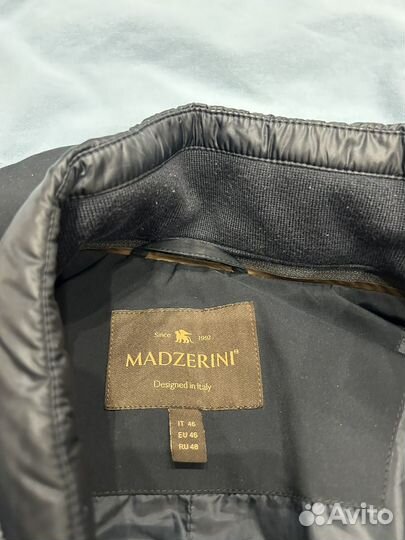 Since 1992
MADZERINI
Designed in Italy
IT 46
EU 46
RU 48
Avito